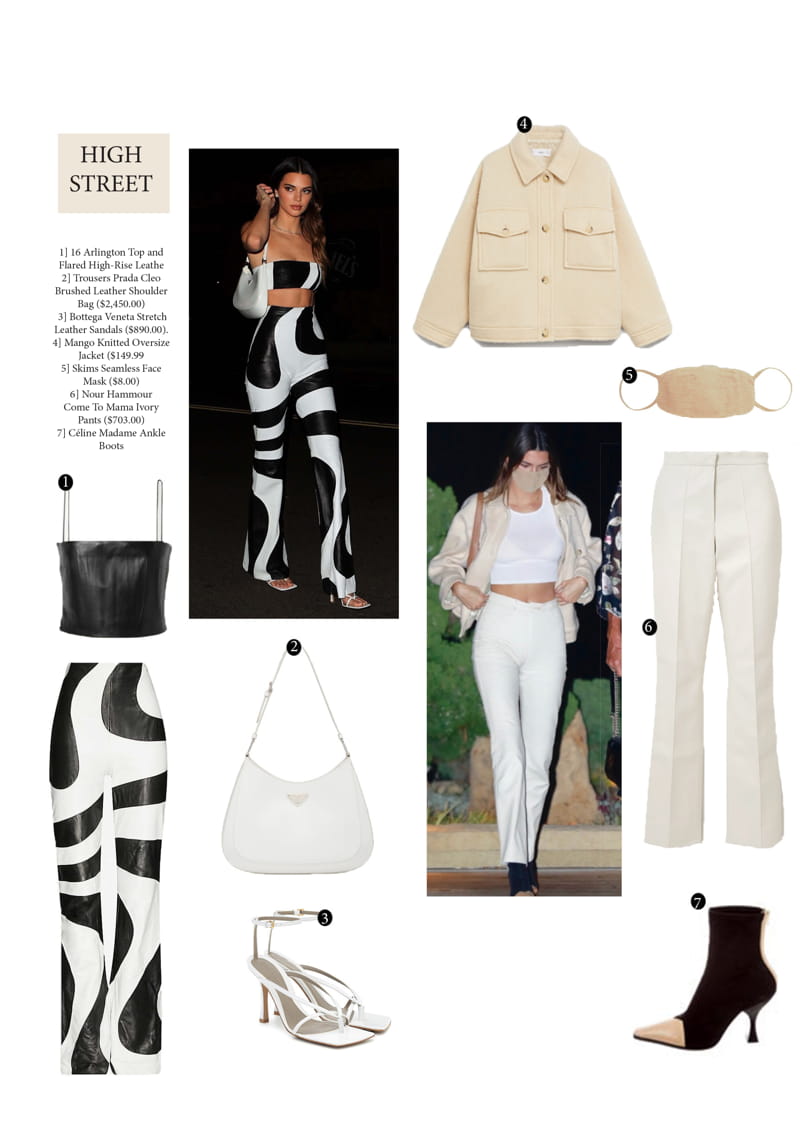 HIGH
STREET
1] 16 Arlington Top and
Flared High-Rise Leathe
2] Trousers Prada Cleo
Brushed Leather Shoulder
Bag ($2,450.00)
3] Bottega Veneta Stretch
Leather Sandals ($890.00).
4] Mango Knitted Oversize
Jacket ($149.99
5] Skims Seamless Face
Mask ($8.00)
6] Nour Hammour
Come To Mama Ivory
Pants ($703.00)
7] Céline Madame Ankle
Boots
4
5
1
6
2
7
3